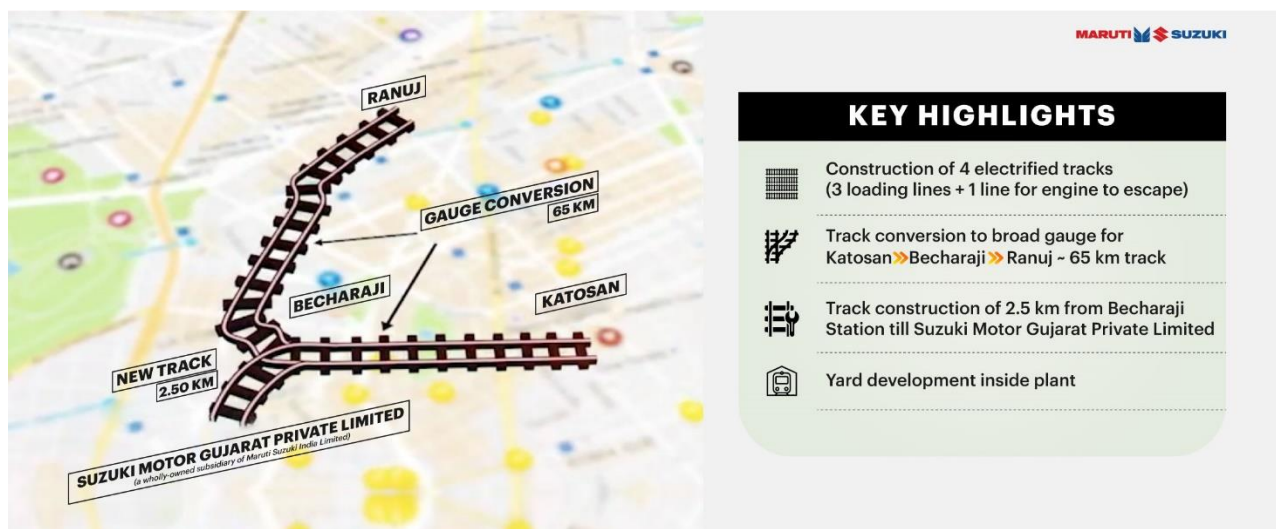 RANUJ
GAUGE CONVERSION
65 KM
BECHARAJI
KATOSAN
NEW TRACK
2.50 KM
SUZUKI MOTOR GUJARAT PRIVATE LIMITED
(a wholly-owned subsidiary of Maruti Suzuki India Limited)
MARUTI SUZUKI
KEY HIGHLIGHTS
Construction of 4 electrified tracks
(3 loading lines + 1 line for engine to escape)
Track conversion to broad gauge for
Katosan Becharaji Ranuj ~ 65 km track
Track construction of 2.5 km from Becharaji
Station till Suzuki Motor Gujarat Private Limited
Yard development inside plant